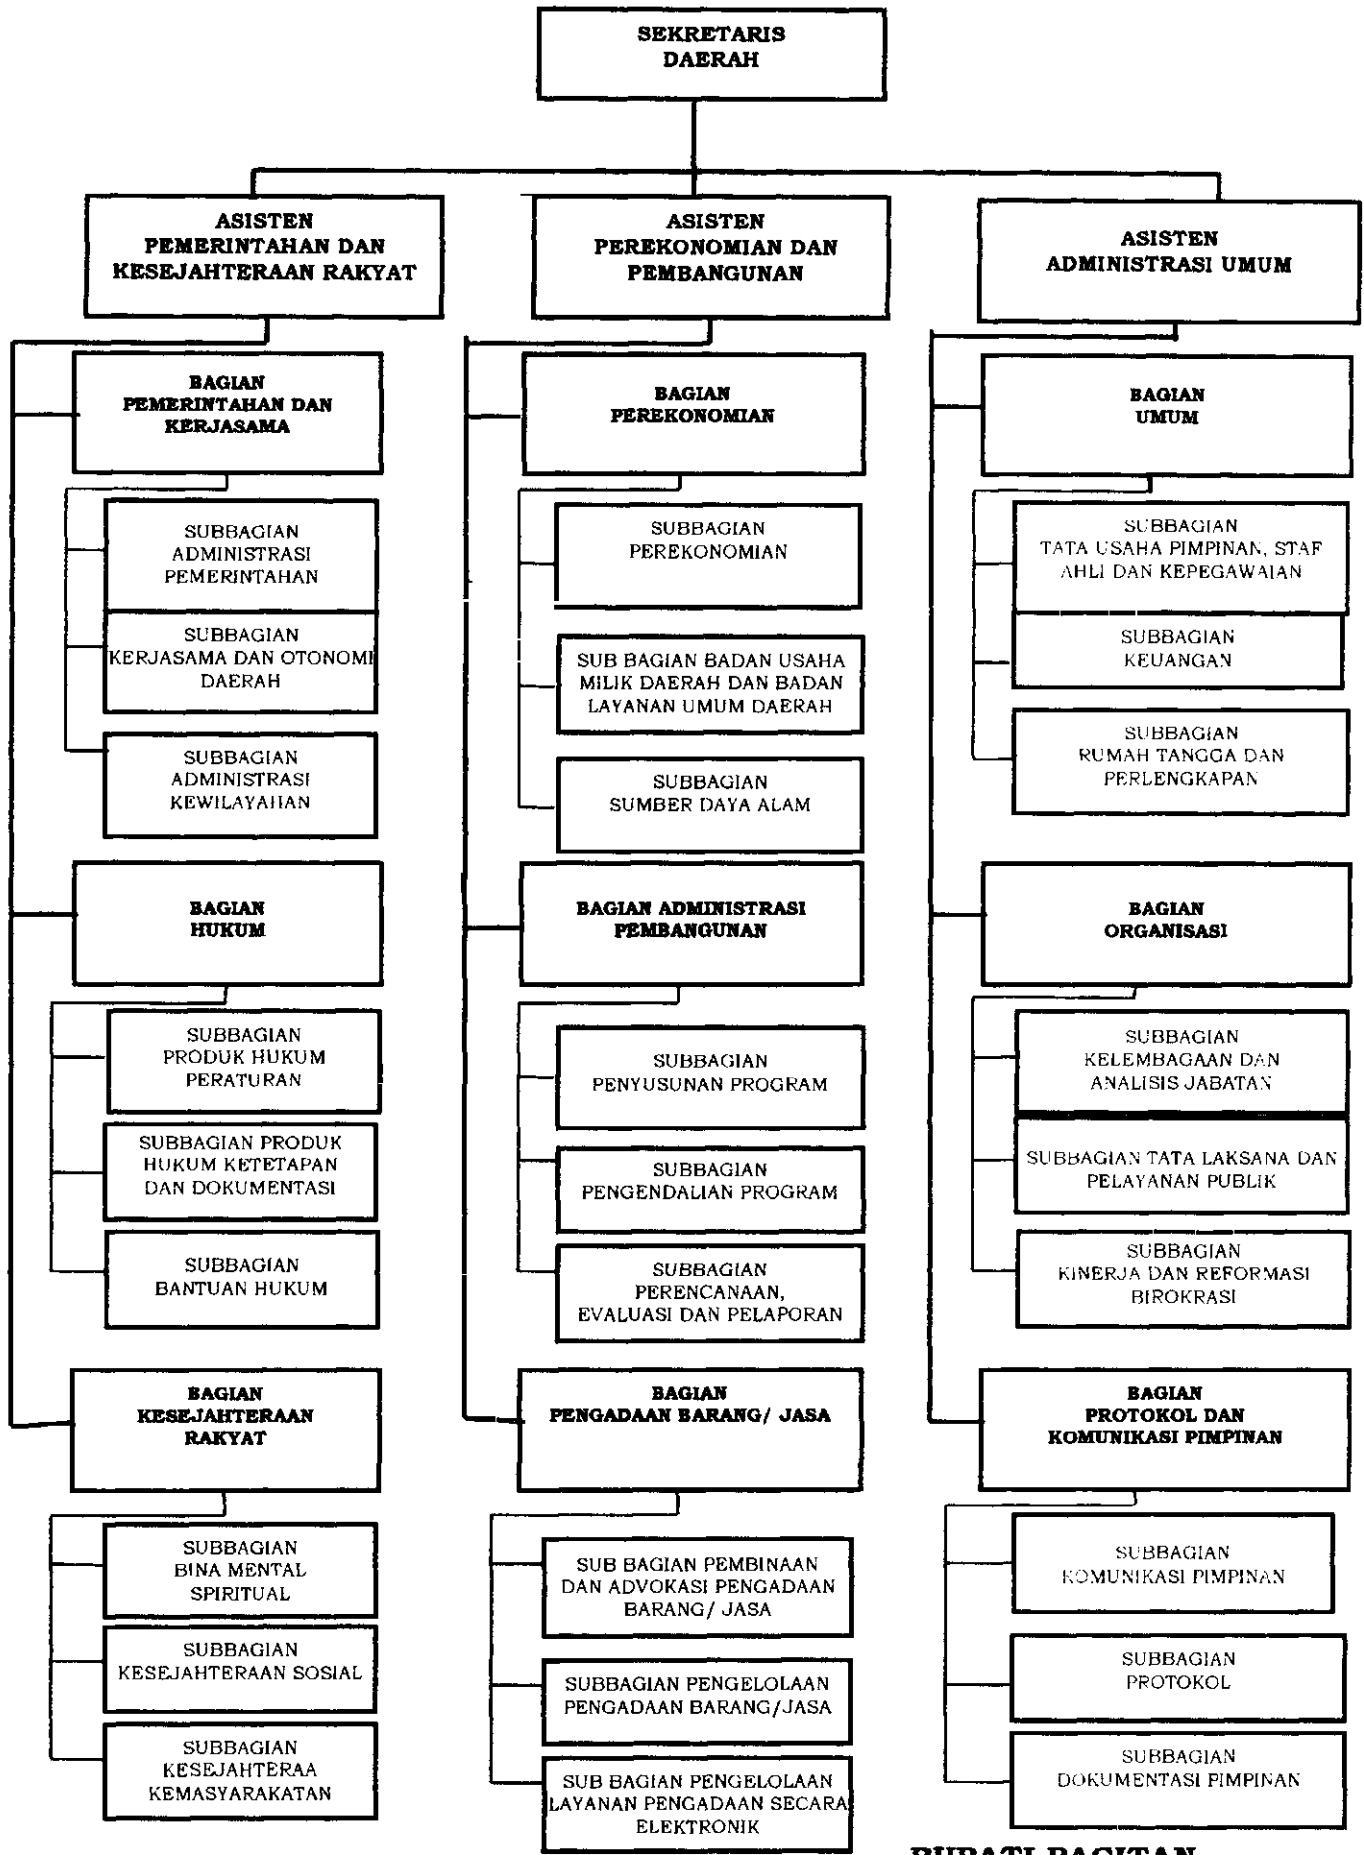 SEKRETARIS
DAERAH
ASISTEN
PEMERINTAHAN DAN
KESEJAHTERAAN RAKYAT
ASISTEN
PEREKONOMIAN DAN
PEMBANGUNAN
ASISTEN
ADMINISTRASI UMUM
BAGIAN
PEMERINTAHAN DAN
KERJASAMA
SUBBAGIAN
ADMINISTRASI
PEMERINTAHAN
SUBBAGIAN
KERJASAMA DAN OTONOMI
DAERAH
SUBBAGIAN
ADMINISTRASI
KEWILAYAHAN
BAGIAN
HUKUM
SUBBAGIAN
PRODUK HUKUM
PERATURAN
SUBBAGIAN PRODUK
HUKUM KETETAPAN
DAN DOKUMENTASI
SUBBAGIAN
BANTUAN HUKUM
BAGIAN
KESEJAHTERAAN
RAKYAT
SUBBAGIAN
BINA MENTAL
SPIRITUAL
SUBBAGIAN
KESEJAHTERAAN SOSIAL
SUBBAGIAN
KESEJAHTERAA
KEMASYARAKATAN
BAGIAN
PEREKONOMIAN
SUBBAGIAN
PEREKONOMIAN
SUB BAGIAN BADAN USAHA
MILIK DAERAH DAN BADAN
LAYANAN UMUM DAERAH
SUBBAGIAN
SUMBER DAYA ALAM
BAGIAN ADMINISTRASI
PEMBANGUNAN
SUBBAGIAN
PENYUSUNAN PROGRAM
SUBBAGIAN
PENGENDALIAN PROGRAM
SUBBAGIAN
PERENCANAAN,
EVALUASI DAN PELAPORAN
BAGIAN
PENGADAAN BARANG/ JASA
SUB BAGIAN PEMBINAAN
DAN ADVOKASI PENGADAAN
BARANG/ JASA
SUBBAGIAN PENGELOLAAN
PENGADAAN BARANG/JASA
SUB BAGIAN PENGELOLAAN
LAYANAN PENGADAAN SECARA
ELEKTRONIK
BAGIAN
UMUM
SUBBAGIAN
TATA USAHA PIMPINAN, STAF
AHLI DAN KEPEGAWAIAN
SUBBAGIAN
KEUANGAN
SUBBAGIAN
RUMAH TANGGA DAN
PERLENGKAPAN
BAGIAN
ORGANISASI
SUBBAGIAN
KELEMBAGAAN DAN
ANALISIS JABATAN
SUBBAGIAN TATA LAKSANA DAN
PELAYANAN PUBLIK
SUBBAGIAN
KINERJA DAN REFORMASI
BIROKRASI
BAGIAN
PROTOKOL DAN
KOMUNIKASI PIMPINAN
SUBBAGIAN
KOMUNIKASI PIMPINAN
SUBBAGIAN
PROTOKOL
SUBBAGIAN
DOKUMENTASI PIMPINAN
BUPATI PACITAN